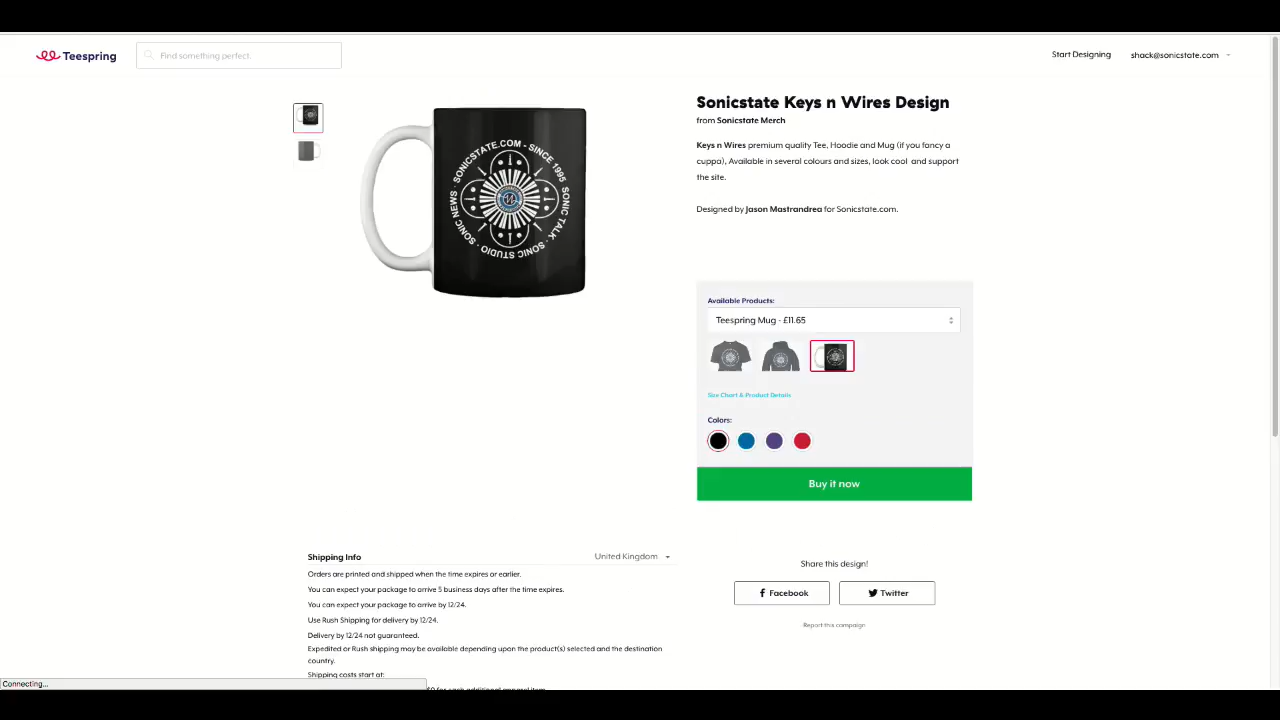 Teespring
Find something perfect.
Start Designing
shack@sonicstate.com
SONICSTATE.COM - SINCE 1995
SONIC TALK · SONIC STUDIO · SONIC NEWS ·
Sonicstate Keys n Wires Design
from Sonicstate Merch
Keys n Wires premium quality Tee, Hoodie and Mug (if you fancy a
cuppa), Available in several colours and sizes, look cool and support
the site.
Designed by Jason Mastrandrea for Sonicstate.com.
Available Products:
Teespring Mug - £11.65
Size Chart & Product Details
Colors:
Buy it now
Shipping Info
United Kingdom
Orders are printed and shipped when the time expires or earlier.
You can expect your package to arrive 5 business days after the time expires.
You can expect your package to arrive by 12/24.
Use Rush Shipping for delivery by 12/24.
Delivery by 12/24 not guaranteed.
Expedited or Rush shipping may be available depending upon the product(s) selected and the destination
country.
Shipping costs start at:
for each additional apparel item
Share this design!
Facebook
Twitter
Report this campaign
Connecting...